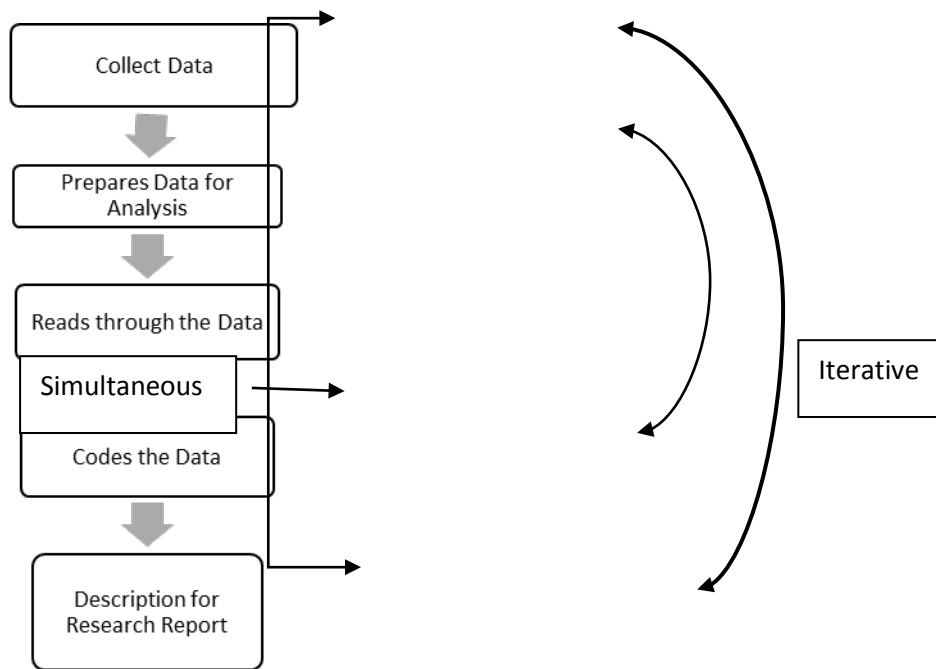 Collect Data
Prepares Data for
Analysis
Reads through the Data
Simultaneous
Iterative
Codes the Data
Description for
Research Report